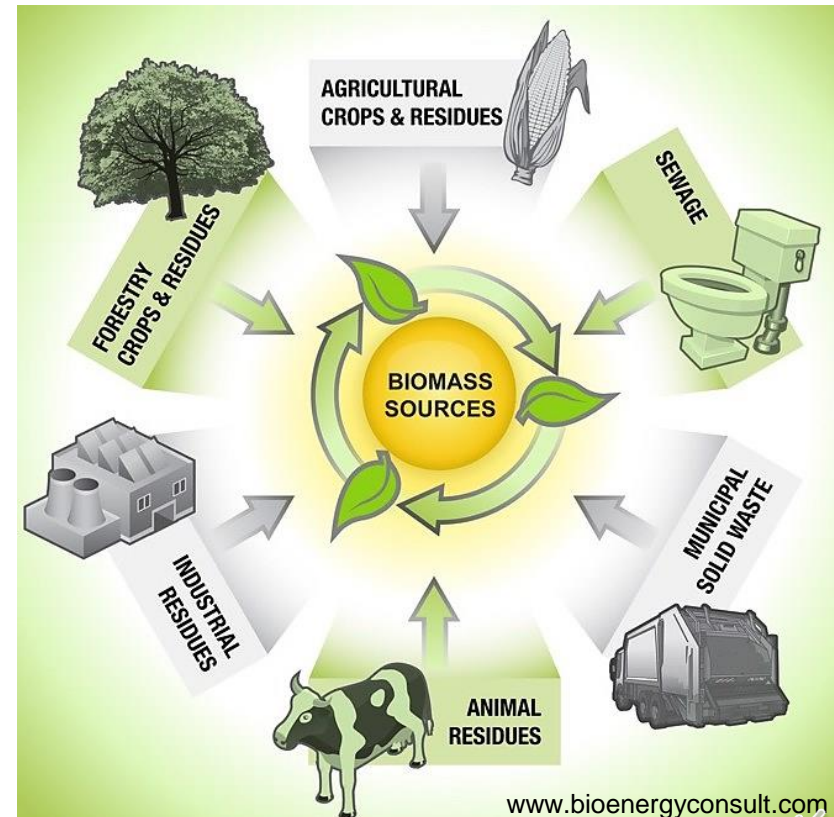 AGRICULTURAL
CROPS & RESIDUES
SEWAGE
FORESTRY
CROPS & RESIDUES
BIOMASS
SOURCES
MUNICIPAL
SOLID WASTE
INDUSTRIAL
RESIDUES
ANIMAL
RESIDUES
www.bioenergyconsult.com